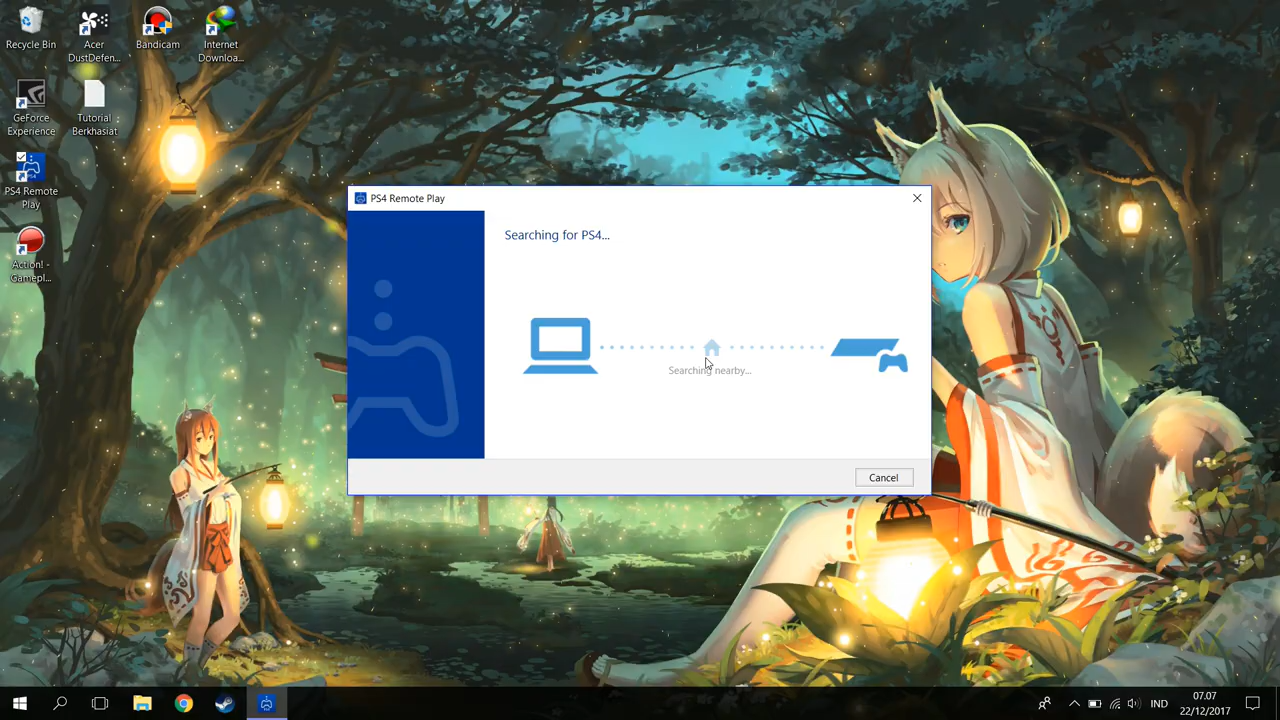 Recycle Bin
Acer
DustDefen...
Bandicam
Internet
Downloa...
GeForce
Experience
Tutorial
Berkhasiat
PS4 Remote
Play
Action! -
Gamepl...
PS4 Remote Play
Searching for PS4...
Searching nearby...
Cancel
IND
07.07
22/12/2017